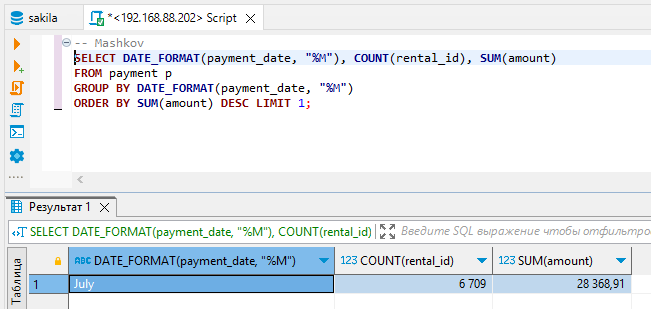 sakila
*<192.168.88.202> Script
-- Mashkov
SELECT DATE_FORMAT(payment_date, "%M"), COUNT(rental_id), SUM(amount)
FROM payment p
GROUP BY DATE_FORMAT(payment_date, "%M")
ORDER BY SUM(amount) DESC LIMIT 1;
Результат 1
SELECT DATE_FORMAT(payment_date, "%M"), COUNT(rental_id)
Введите SQL выражение чтобы отфильтро
Таблица
ABC DATE_FORMAT(payment_date, "%M")
123 COUNT(rental_id)
123 SUM(amount)
1
July
6 709
28 368,91